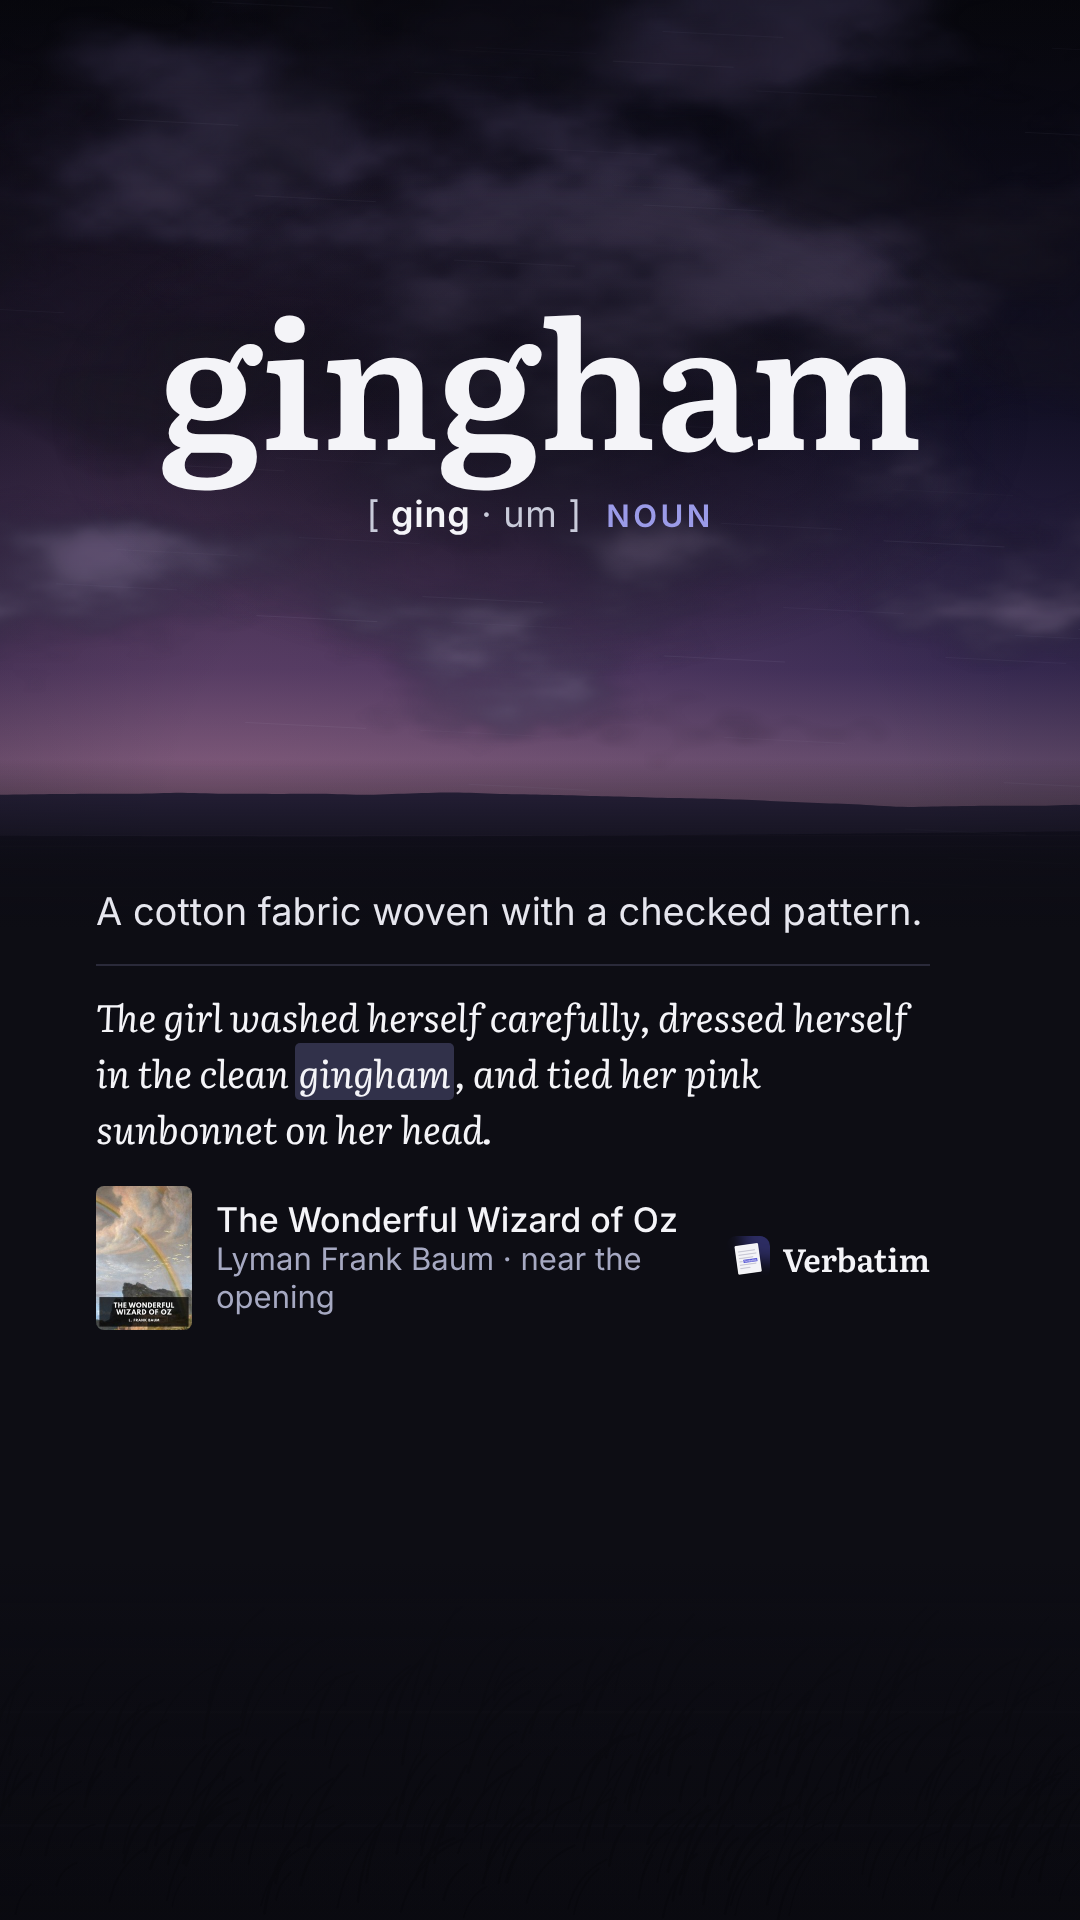 gingham
[ ging · um ] NOUN
A cotton fabric woven with a checked pattern.
The girl washed herself carefully, dressed herself
in the clean gingham, and tied her pink
sunbonnet on her head.
The Wonderful Wizard of Oz
Lyman Frank Baum · near the
opening
Verbatim
THE WONDERFUL
WIZARD OF OZ
L. FRANK BAUM